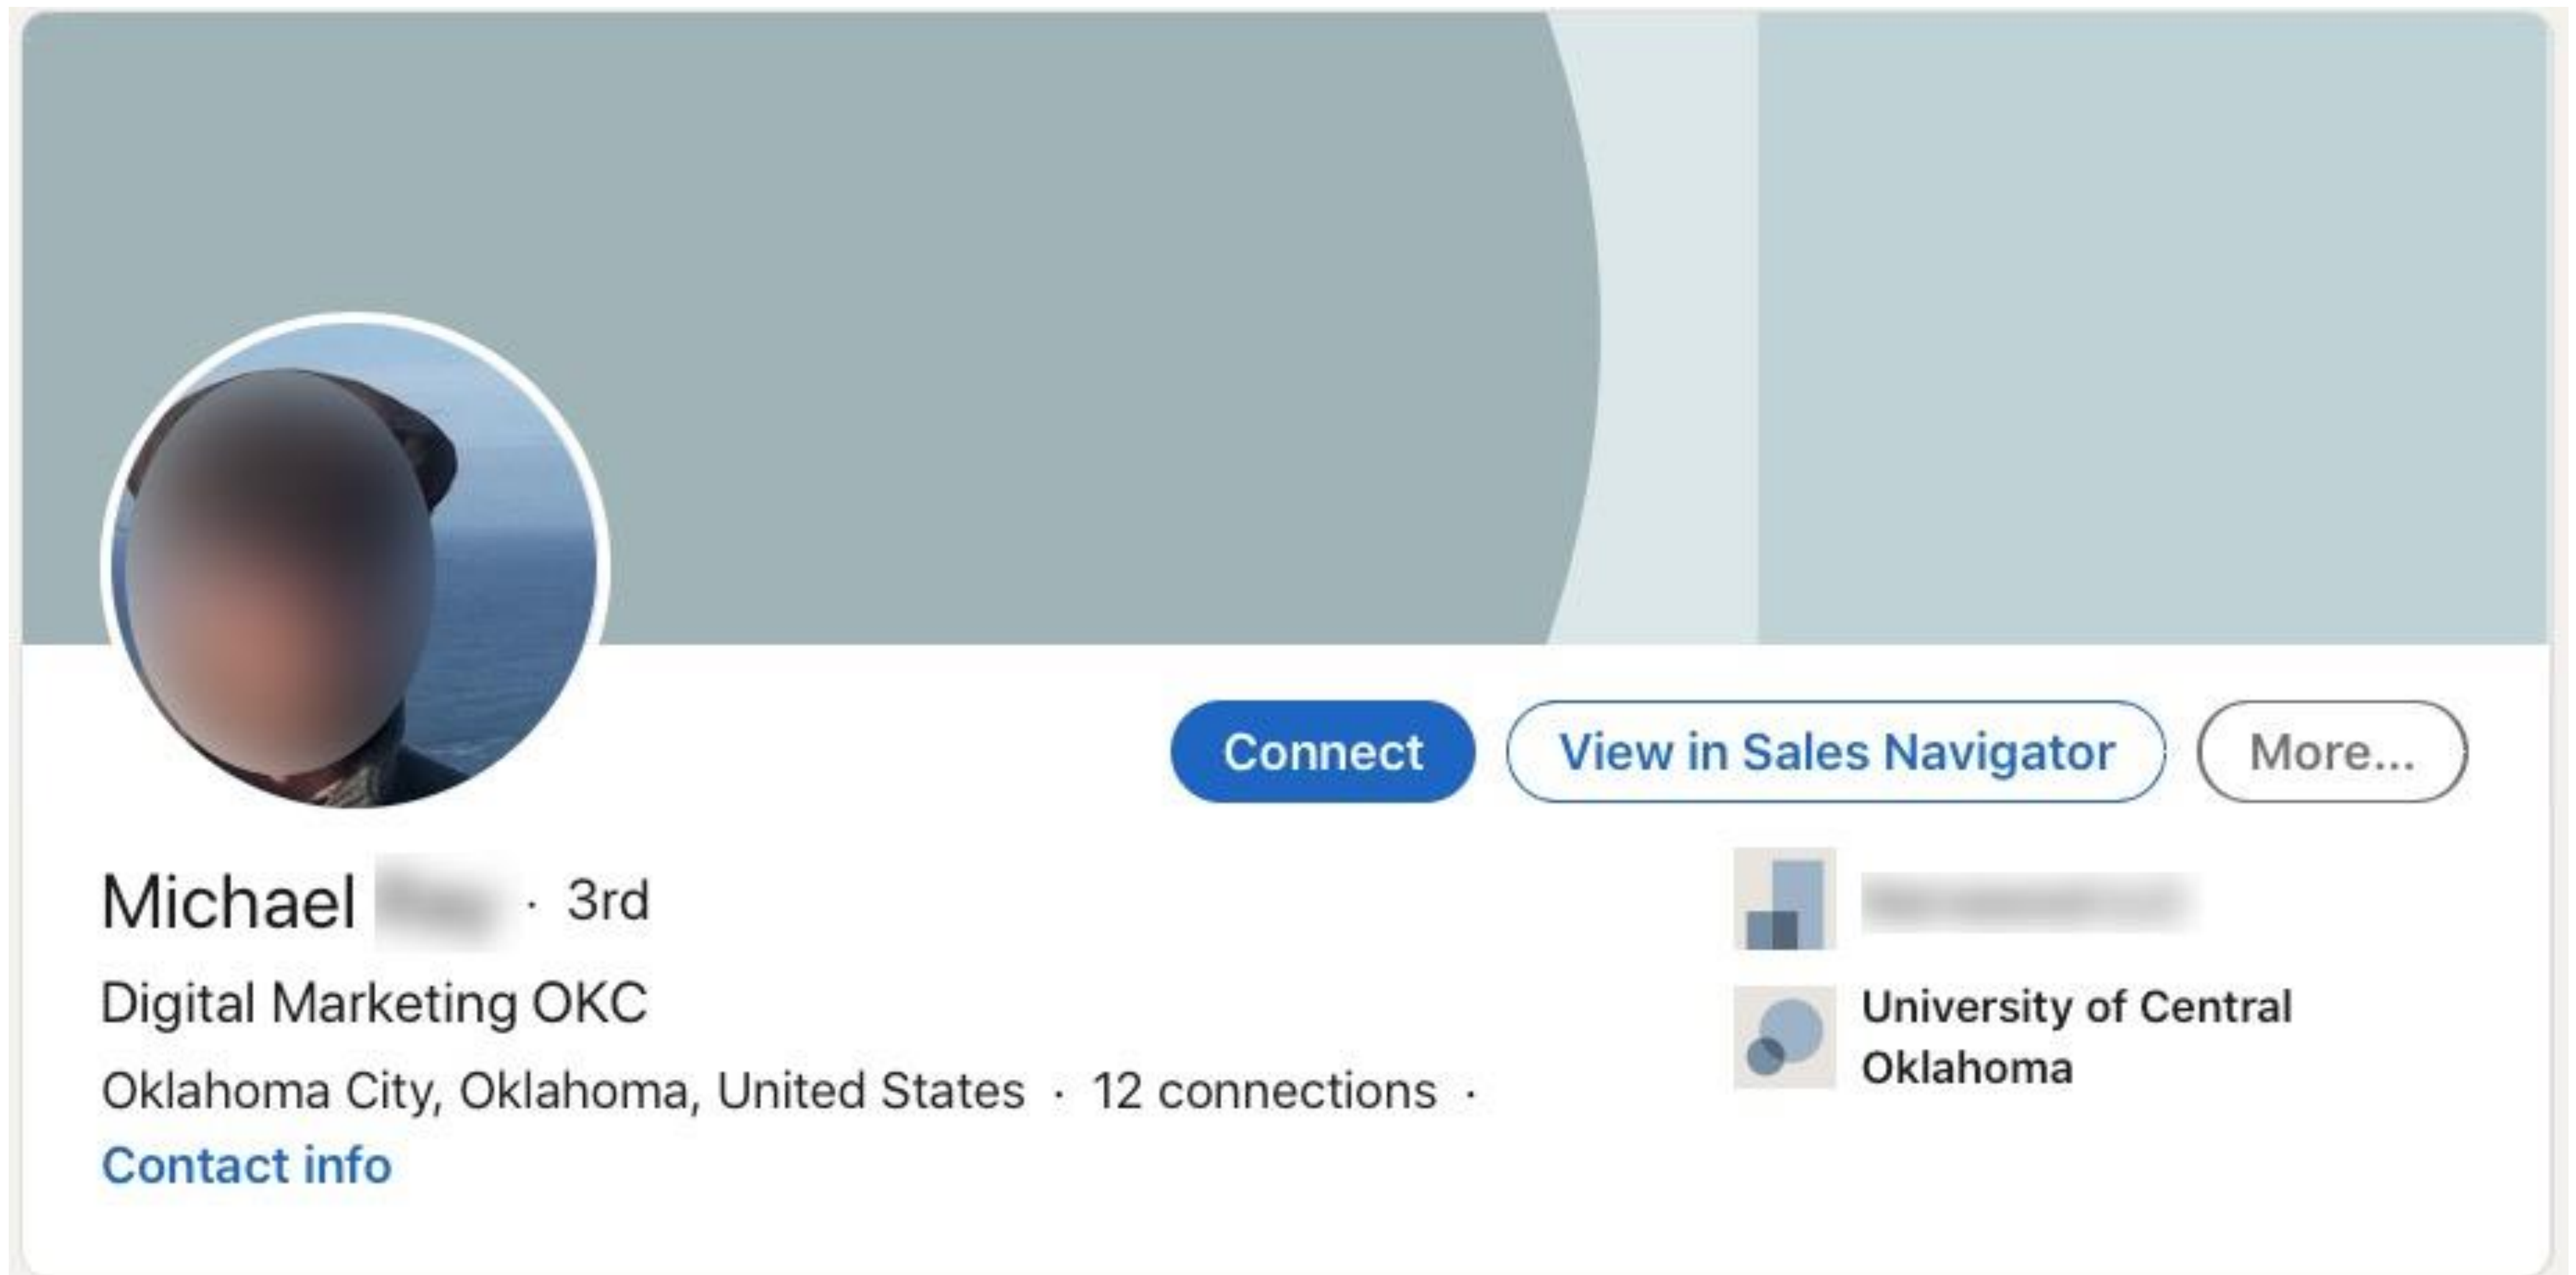 Connect
View in Sales Navigator
More...
Michael · 3rd
Digital Marketing OKC
Oklahoma City, Oklahoma, United States · 12 connections ·
Contact info
University of Central
Oklahoma